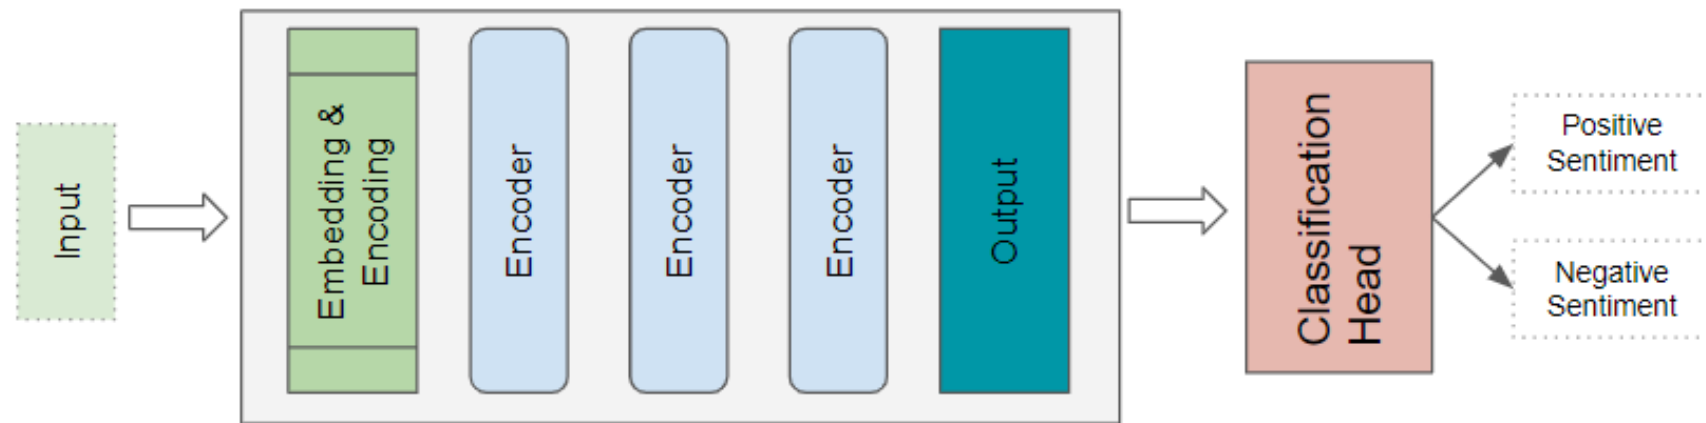 Input
Embedding &
Encoding
Encoder
Encoder
Encoder
Output
Classification
Head
Positive
Sentiment
Negative
Sentiment